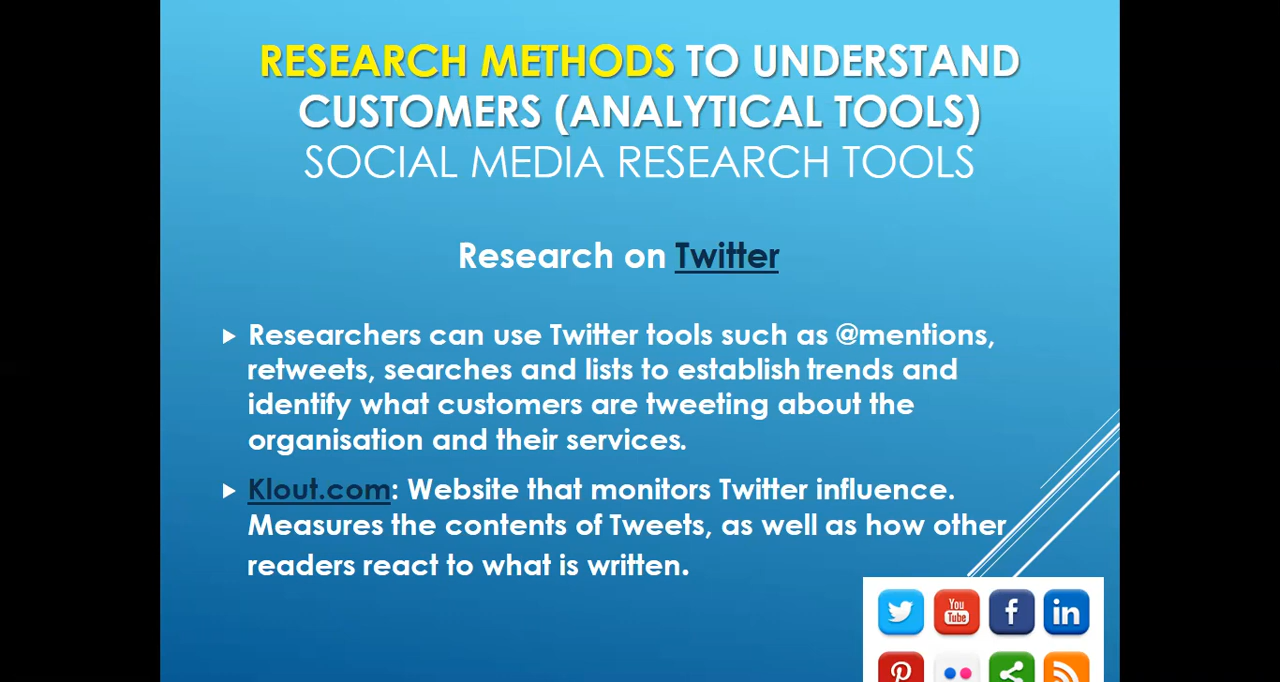 RESEARCH METHODS TO UNDERSTAND
CUSTOMERS (ANALYTICAL TOOLS)
SOCIAL MEDIA RESEARCH TOOLS
Research on Twitter
Researchers can use Twitter tools such as @mentions,
retweets, searches and lists to establish trends and
identify what customers are tweeting about the
organisation and their services.
Klout.com: Website that monitors Twitter influence.
Measures the contents of Tweets, as well as how other
readers react to what is written.
You
Tube
f
in